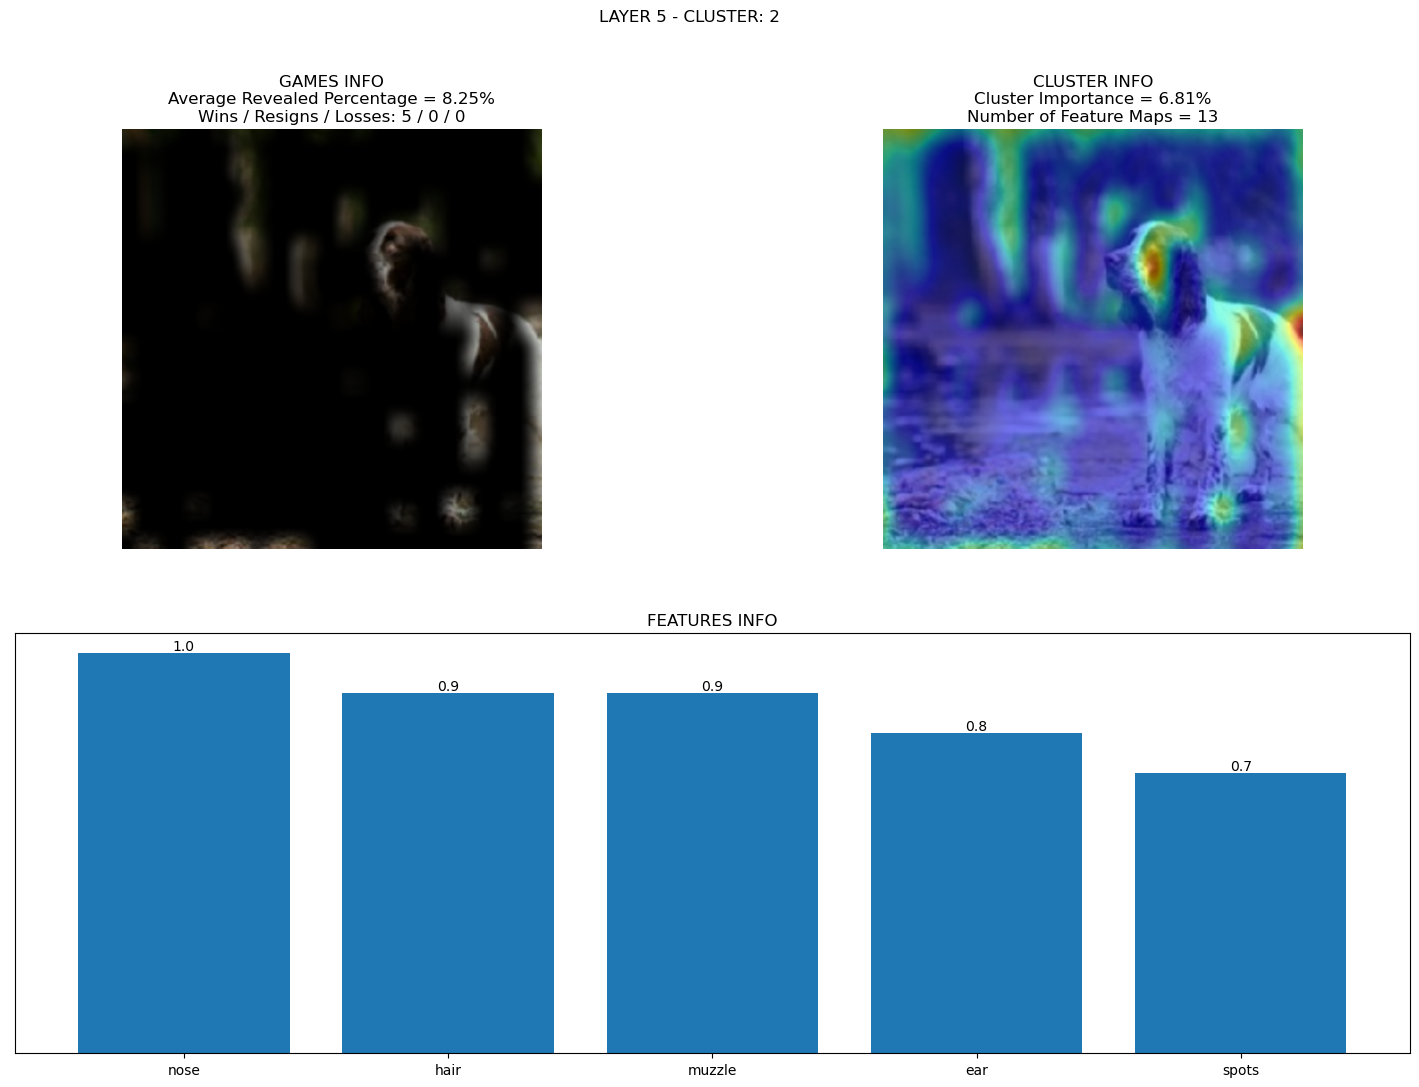 LAYER 5 - CLUSTER: 2
GAMES INFO
Average Revealed Percentage = 8.25%
Wins / Resigns / Losses: 5 / 0 / 0
CLUSTER INFO
Cluster Importance = 6.81%
Number of Feature Maps = 13
FEATURES INFO
1.0
0.9
0.9
0.8
0.7
nose
hair
muzzle
ear
spots